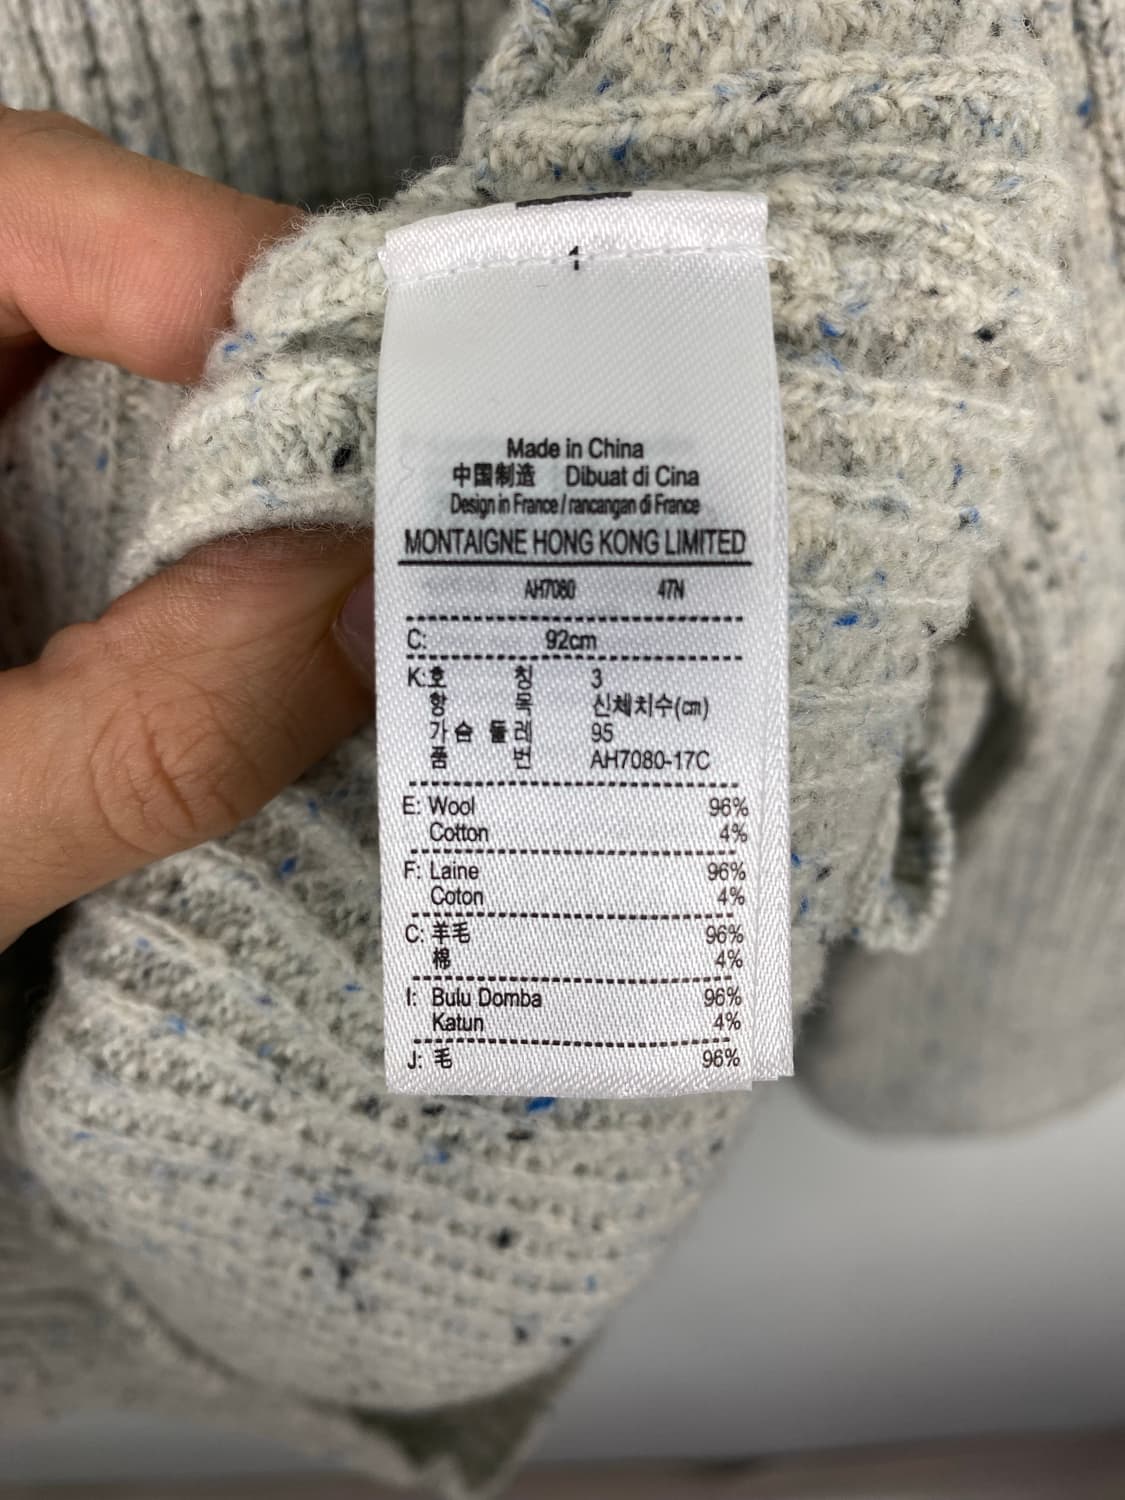 1
Made in China
中国制造 Dibuat di Cina
Design in France / rancangan di France
MONTAIGNE HONG KONG LIMITED
AH7080 47N
C: 92cm
K:호 칭 3
항 목 신체치수(cm)
가슴 둘레 95
품 번 AH7080-17C
E: Wool 96%
Cotton 4%
F: Laine 96%
Coton 4%
C: 羊毛 96%
棉 4%
I: Bulu Domba 96%
Katun 4%
J: 毛 96%